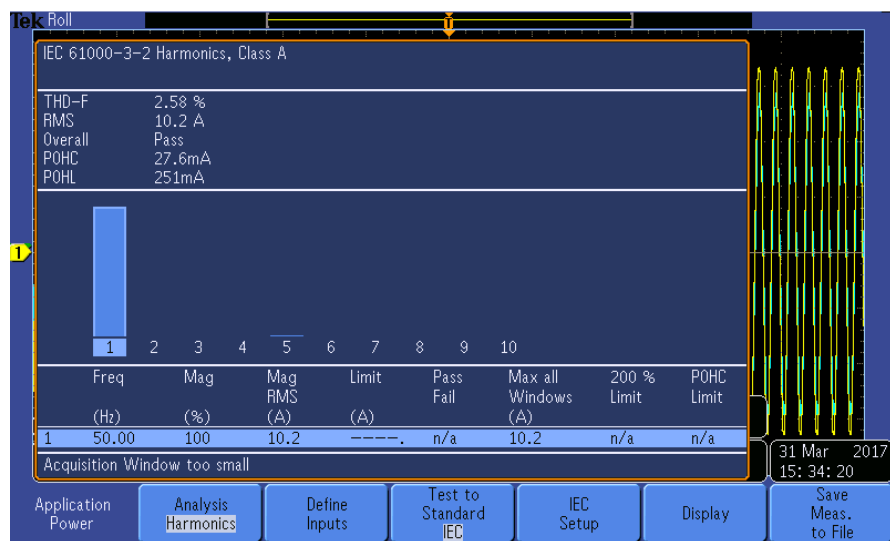 Tek Roll
IEC 61000-3-2 Harmonics, Class A
THD-F 2.58 %
RMS 10.2 A
Overall Pass
POHC 27.6mA
POHL 251mA
1
1 2 3 4 5 6 7 8 9 10
Freq Mag Mag Limit Pass Max all 200 % POHC
RMS Fail Windows Limit Limit
(Hz) (%) (A) (A) (A)
1 50.00 100 10.2 ----. n/a 10.2 n/a n/a
Acquisition Window too small
31 Mar 2017
15:34:20
Application Power
Analysis Harmonics
Define Inputs
Test to Standard IEC
IEC Setup
Display
Save Meas. to File